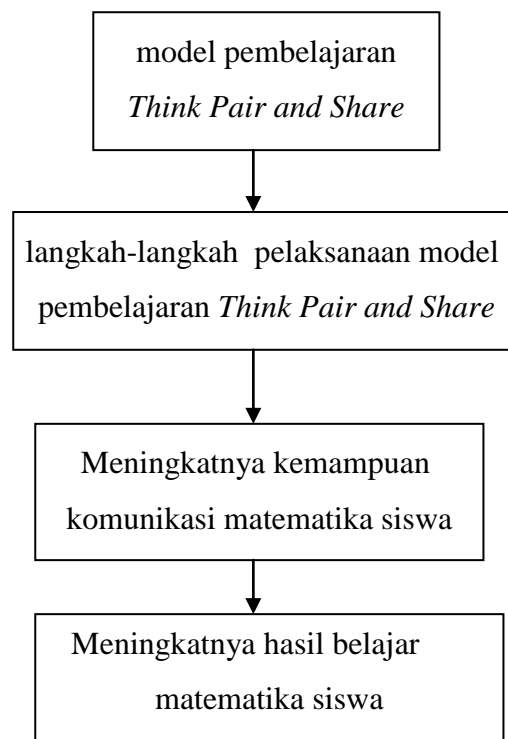 model pembelajaran
Think Pair and Share
langkah-langkah pelaksanaan model
pembelajaran Think Pair and Share
Meningkatnya kemampuan
komunikasi matematika siswa
Meningkatnya hasil belajar
matematika siswa